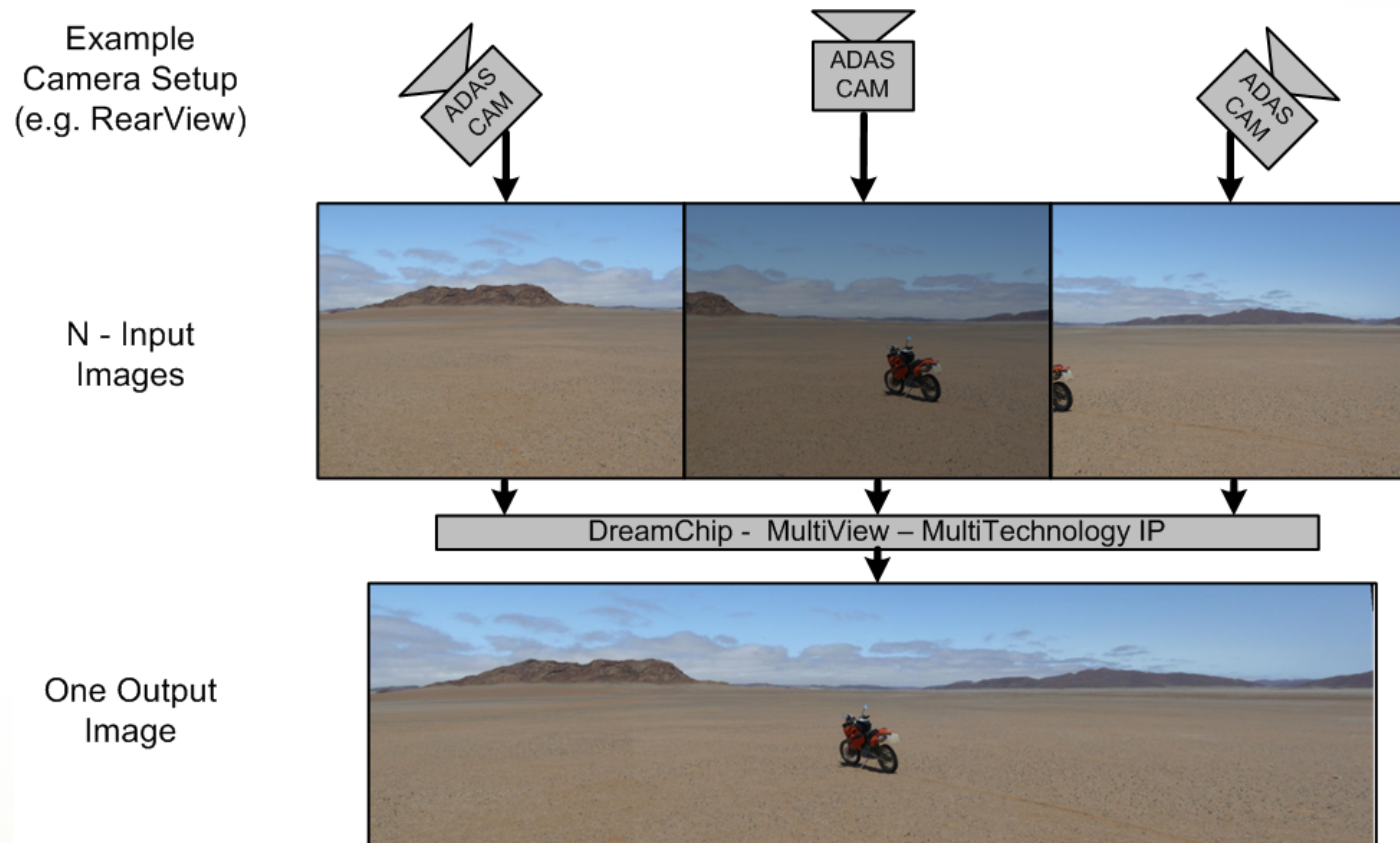 Example
Camera Setup
(e.g. RearView)
ADAS
CAM
ADAS
CAM
ADAS
CAM
N - Input
Images
DreamChip - MultiView – MultiTechnology IP
One Output
Image